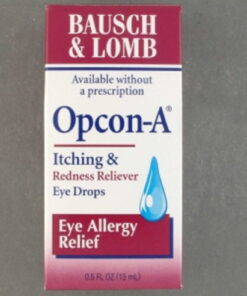 BAUSCH
& LOMB
Available without
a prescription
Opcon-A®
Itching &
Redness Reliever
Eye Drops
Eye Allergy
Relief
0.5 FL OZ (15 mL)